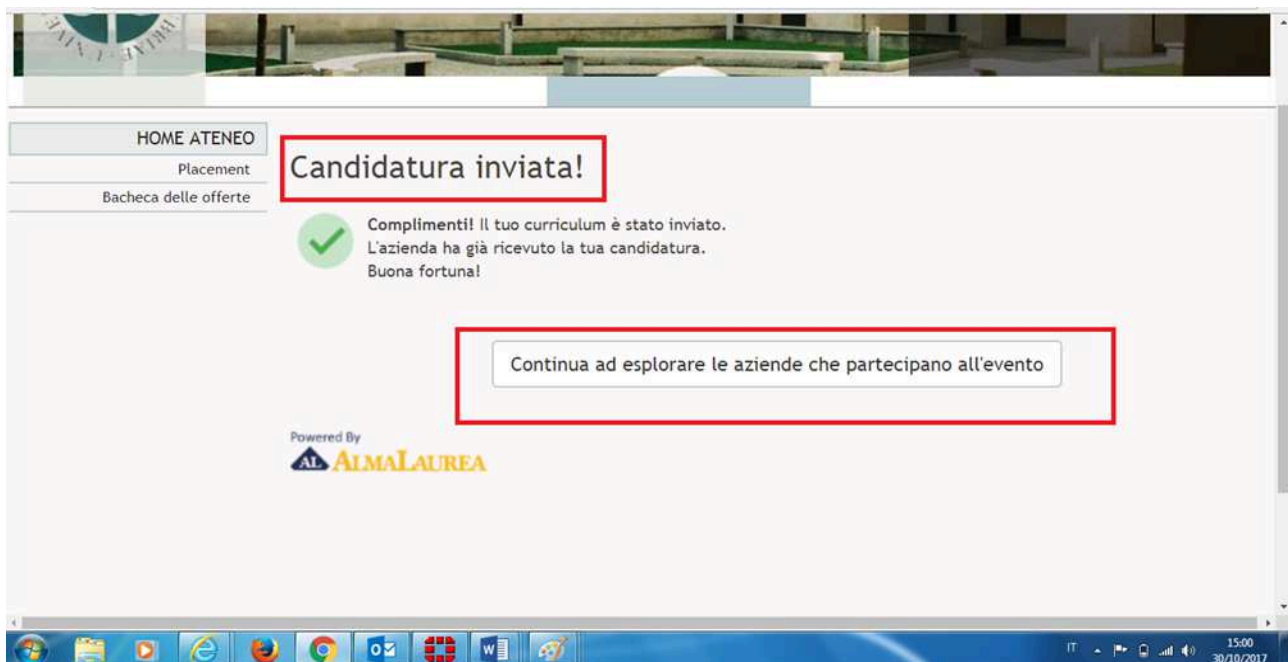 HOME ATENEO
Placement
Bacheca delle offerte
Candidatura inviata!
Complimenti! Il tuo curriculum è stato inviato.
L'azienda ha già ricevuto la tua candidatura.
Buona fortuna!
Continua ad esplorare le aziende che partecipano all'evento
Powered By
AL ALMALAUREA
IT
15:00
30/10/2017